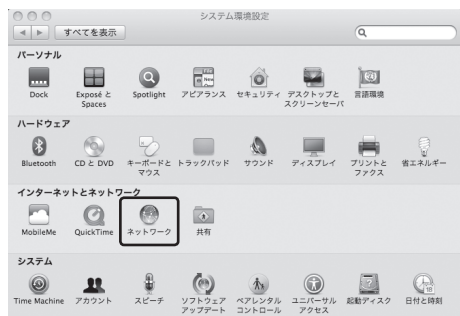 システム環境設定
すべてを表示
パーソナル
Dock
Exposé と
Spaces
Spotlight
アピアランス
セキュリティ
デスクトップと
スクリーンセーバ
言語環境
ハードウェア
Bluetooth
CD と DVD
キーボードと
マウス
トラックパッド
サウンド
ディスプレイ
プリントと
ファクス
省エネルギー
インターネットとネットワーク
MobileMe
QuickTime
ネットワーク
共有
システム
Time Machine
アカウント
スピーチ
ソフトウェア
アップデート
ペアレンタル
コントロール
ユニバーサル
アクセス
起動ディスク
日付と時刻